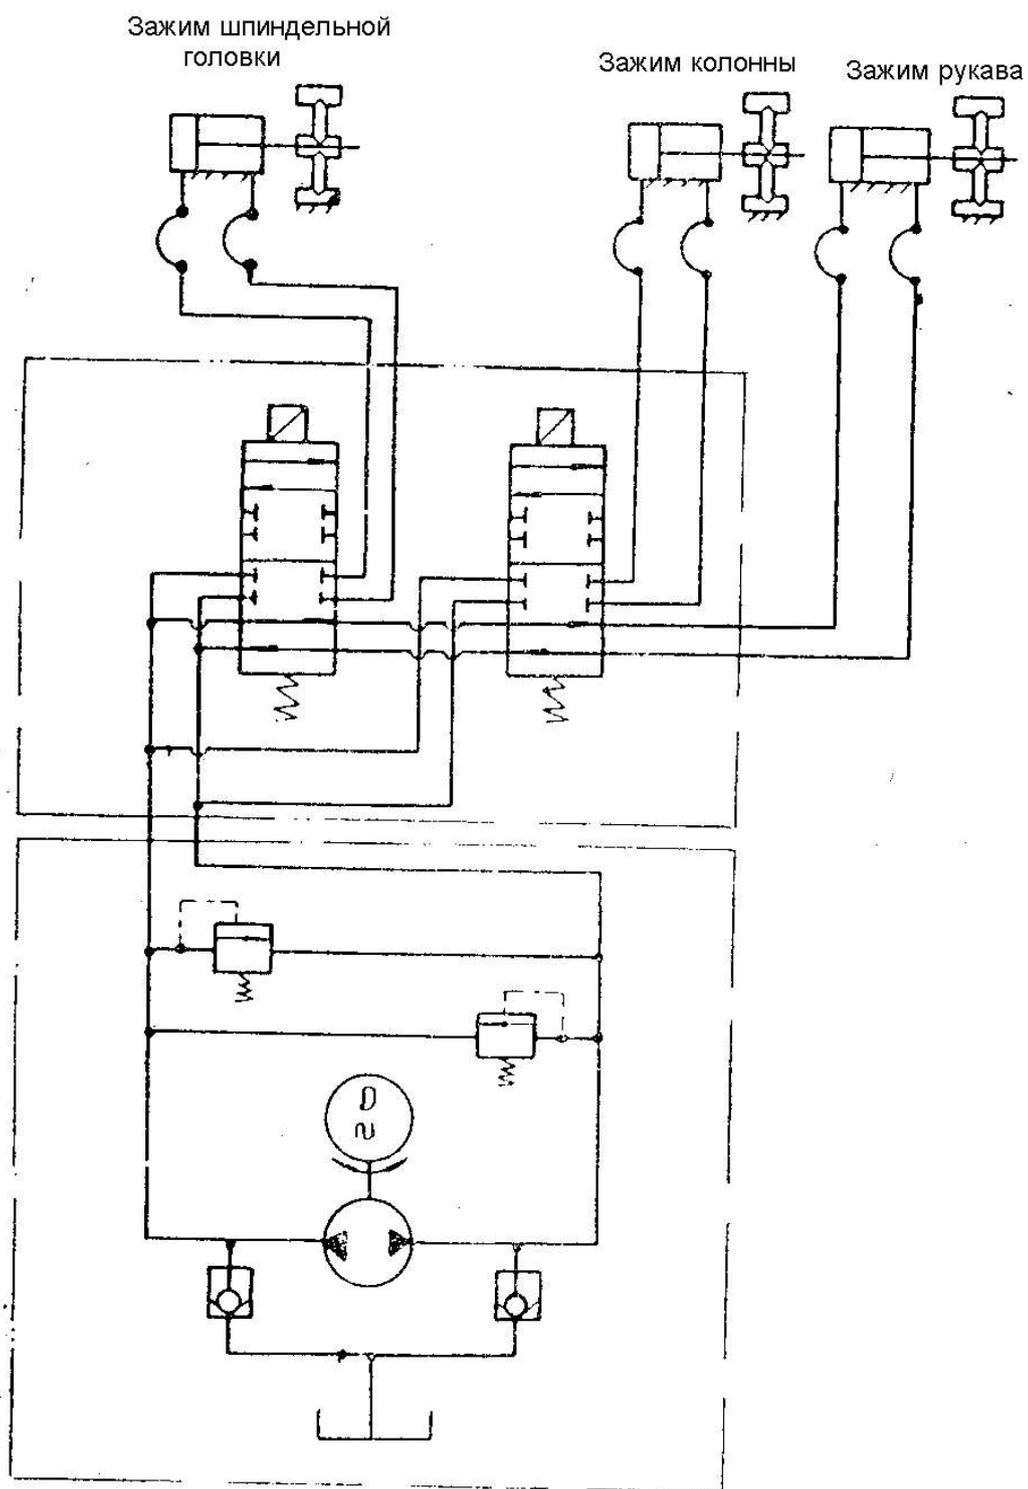 Зажим шпиндельной
головки
Зажим колонны
Зажим рукава
D